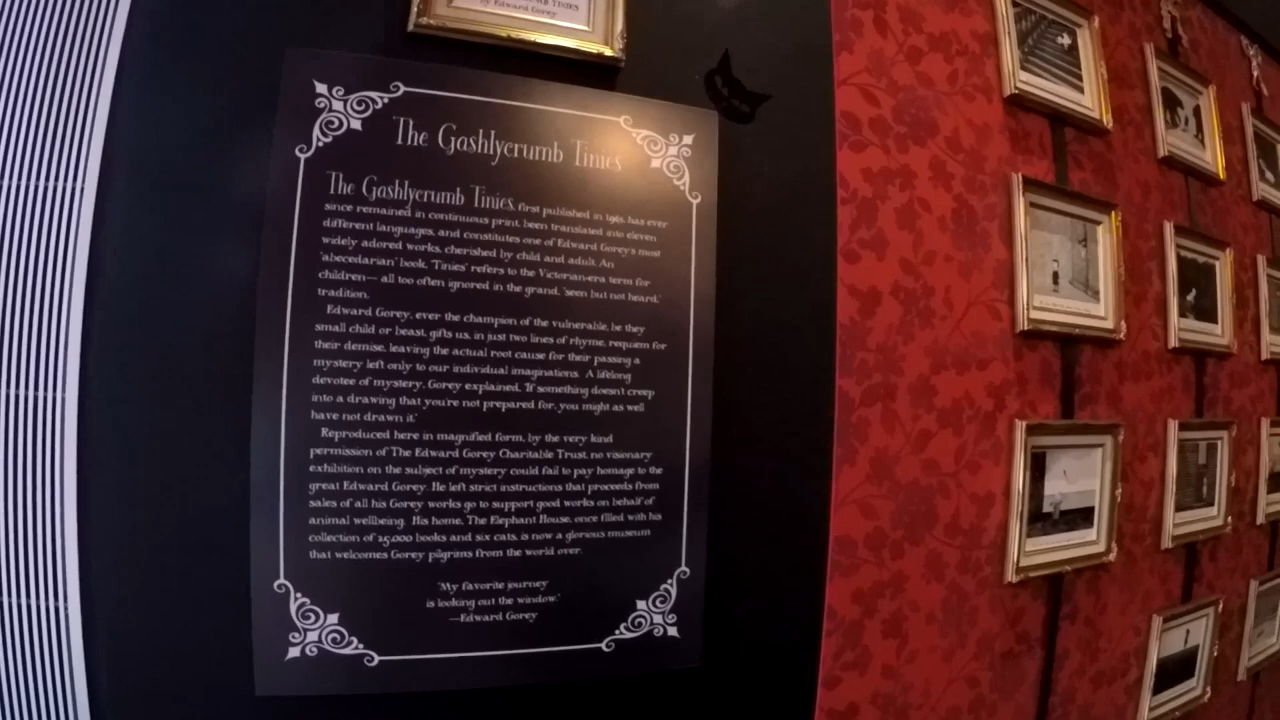 by Edward Gorey
The Gashlycrumb Tinies
The Gashlycrumb Tinies, first published in 1963, has ever
since remained in continuous print, been translated into eleven
different languages, and constitutes one of Edward Gorey's most
widely adored works, cherished by child and adult. An
'abecedarian' book, 'Tinies' refers to the Victorian-era term for
children— all too often ignored in the grand, 'seen but not heard,'
tradition.
Edward Gorey, ever the champion of the vulnerable, be they
small child or beast, gifts us, in just two lines of rhyme, requiem for
their demise, leaving the actual root cause for their passing a
mystery left only to our individual imaginations. A lifelong
devotee of mystery, Gorey explained, 'If something doesn't creep
into a drawing that you're not prepared for, you might as well
have not drawn it.'
Reproduced here in magnified form, by the very kind
permission of The Edward Gorey Charitable Trust, no visionary
exhibition on the subject of mystery could fail to pay homage to the
great Edward Gorey. He left strict instructions that proceeds from
sales of all his Gorey works go to support good works on behalf of
animal wellbeing. His home, The Elephant House, once filled with his
collection of 25,000 books and six cats, is now a glorious museum
that welcomes Gorey pilgrims from the world over.
'My favorite journey
is looking out the window.'
—Edward Gorey